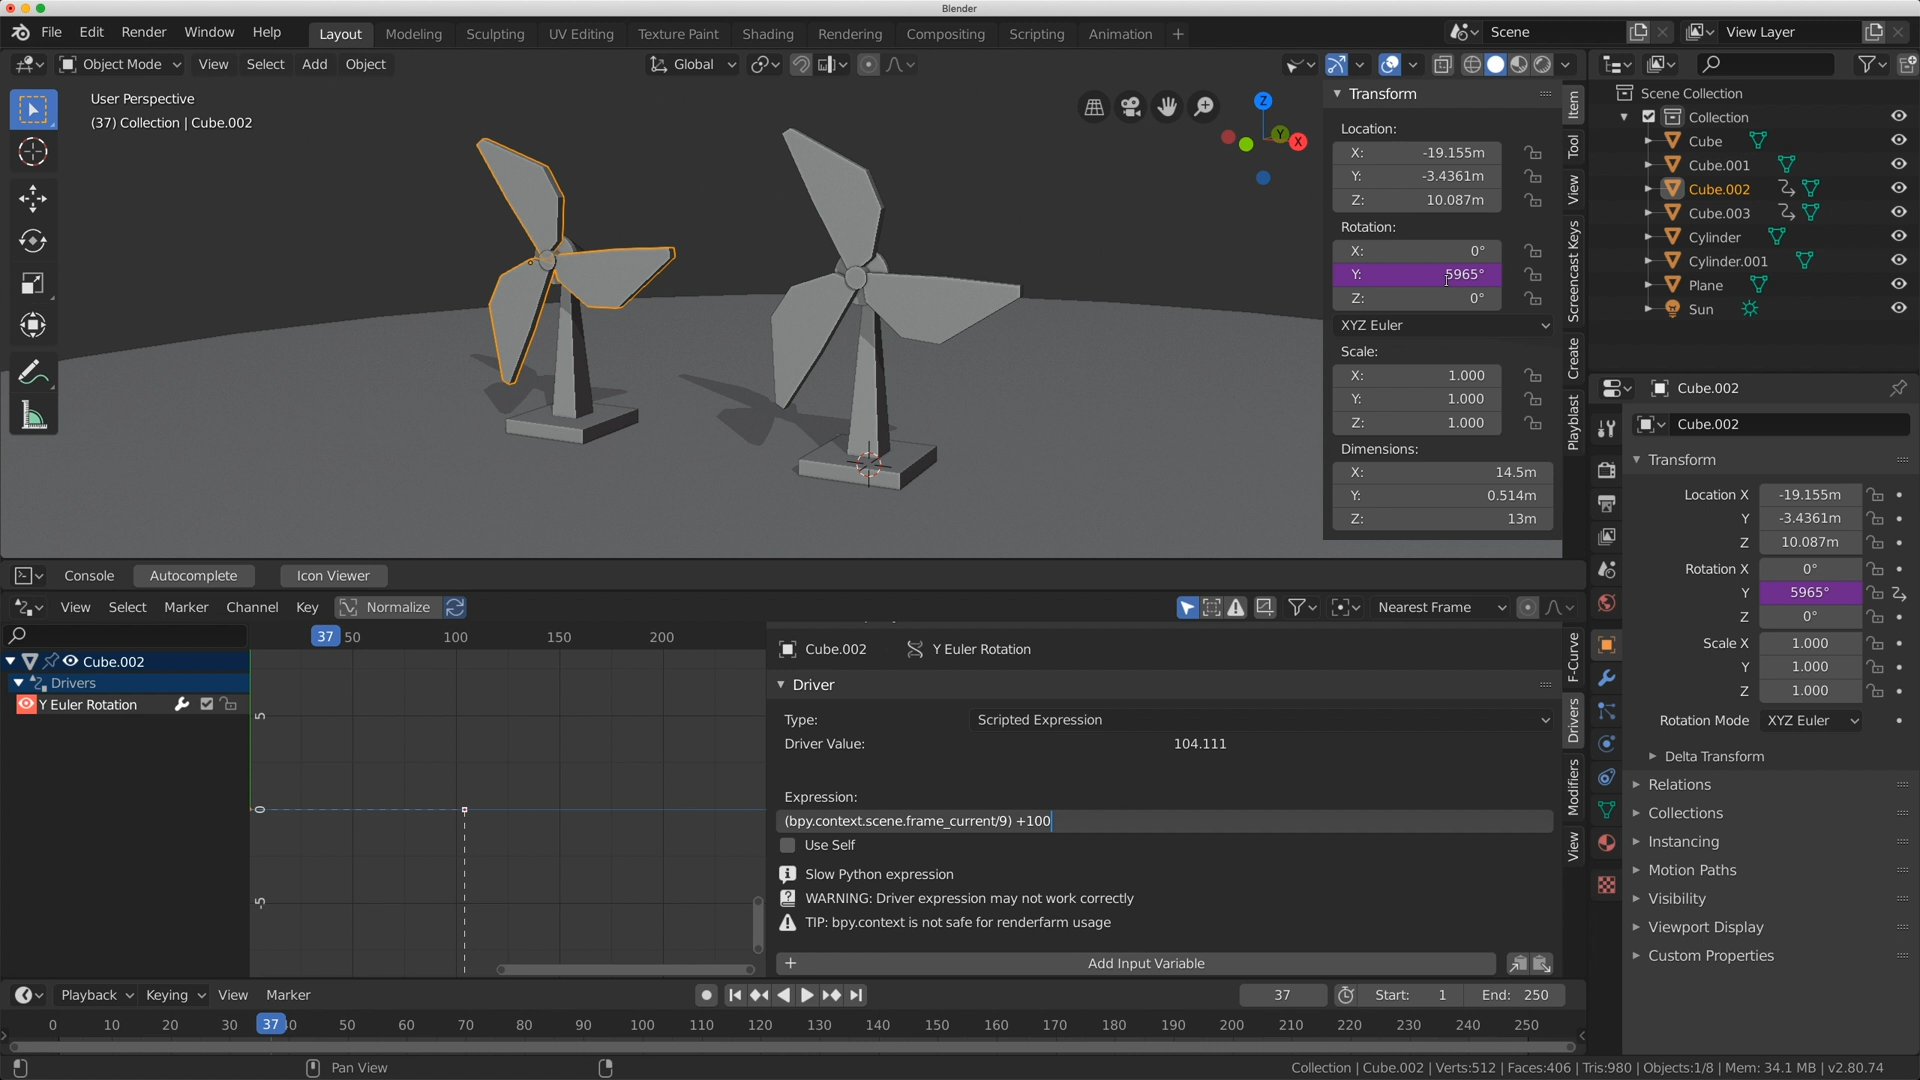 Blender
File Edit Render Window Help Layout Modeling Sculpting UV Editing Texture Paint Shading Rendering Compositing Scripting Animation + Scene View Layer
Object Mode View Select Add Object Global
User Perspective
(37) Collection | Cube.002
Z
Y
X
Transform
Location:
X: -19.155m
Y: -3.4361m
Z: 10.087m
Rotation:
X: 0°
Y: 5965°
Z: 0°
XYZ Euler
Scale:
X: 1.000
Y: 1.000
Z: 1.000
Dimensions:
X: 14.5m
Y: 0.514m
Z: 13m
Item
Tool
View
Screencast Keys
Create
Playblast
Scene Collection
Collection
Cube
Cube.001
Cube.002
Cube.003
Cylinder
Cylinder.001
Plane
Sun
Cube.002
Cube.002
Transform
Location X -19.155m
Y -3.4361m
Z 10.087m
Rotation X 0°
Y 5965°
Z 0°
Scale X 1.000
Y 1.000
Z 1.000
Rotation Mode XYZ Euler
Delta Transform
Relations
Collections
Instancing
Motion Paths
Visibility
Viewport Display
Custom Properties
Console Autocomplete Icon Viewer
View Select Marker Channel Key Normalize Nearest Frame
37 50 100 150 200
Cube.002
Drivers
Y Euler Rotation
5
0
-5
Cube.002 Y Euler Rotation
Driver
Type: Scripted Expression
Driver Value: 104.111
Expression:
(bpy.context.scene.frame_current/9) +100
Use Self
Slow Python expression
WARNING: Driver expression may not work correctly
TIP: bpy.context is not safe for renderfarm usage
+ Add Input Variable
F-Curve
Drivers
Modifiers
View
Playback Keying View Marker 37 Start: 1 End: 250
0 10 20 30 37 40 50 60 70 80 90 100 110 120 130 140 150 160 170 180 190 200 210 220 230 240 250
Pan View
Collection | Cube.002 | Verts:512 | Faces:406 | Tris:980 | Objects:1/8 | Mem: 34.1 MB | v2.80.74